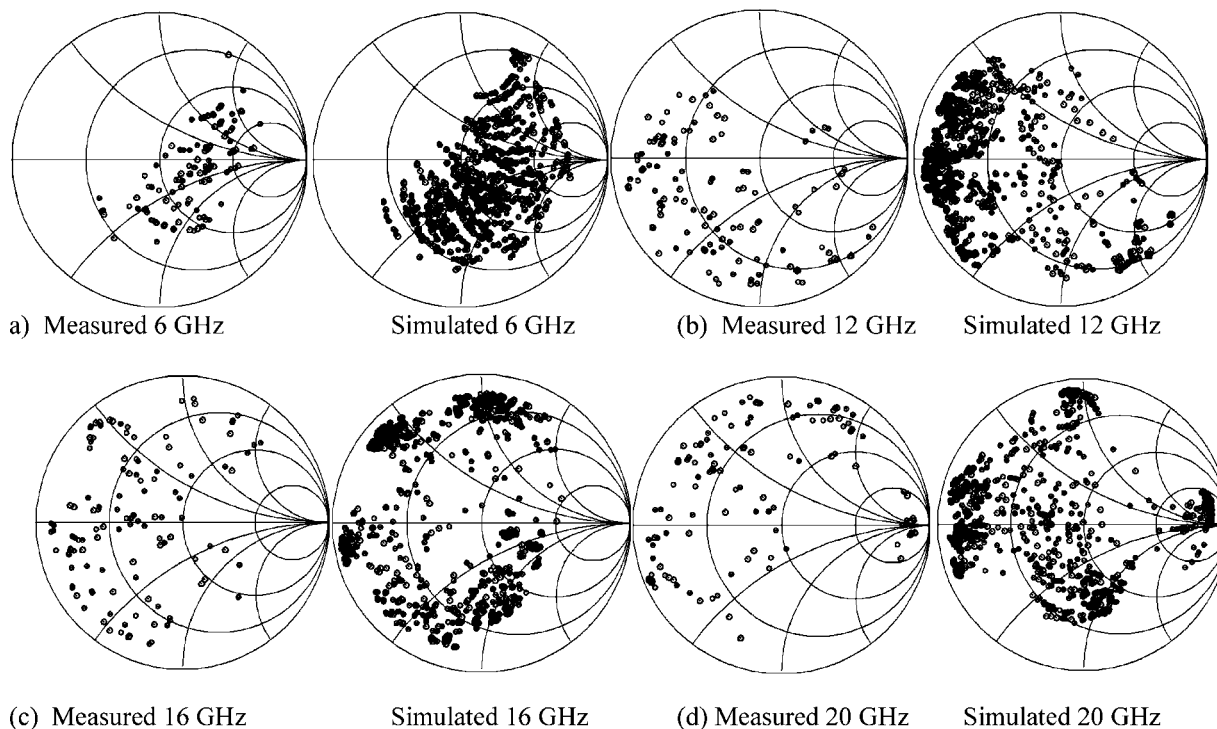 a) Measured 6 GHz Simulated 6 GHz (b) Measured 12 GHz Simulated 12 GHz
(c) Measured 16 GHz Simulated 16 GHz (d) Measured 20 GHz Simulated 20 GHz